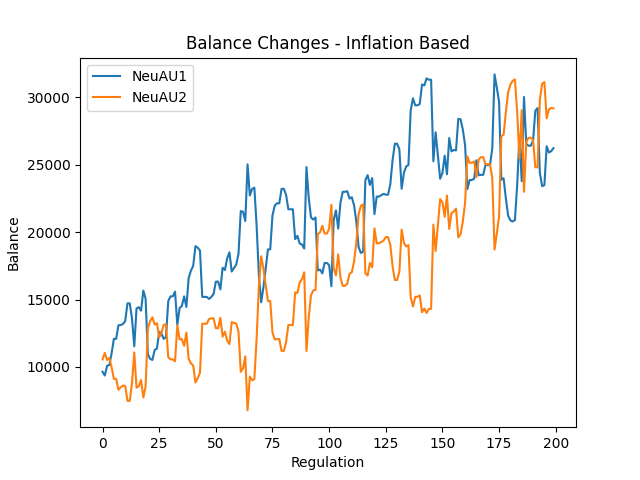 Balance Changes - Inflation Based
NeuAU1
NeuAU2
30000
25000
20000
15000
10000
Balance
0 25 50 75 100 125 150 175 200
Regulation